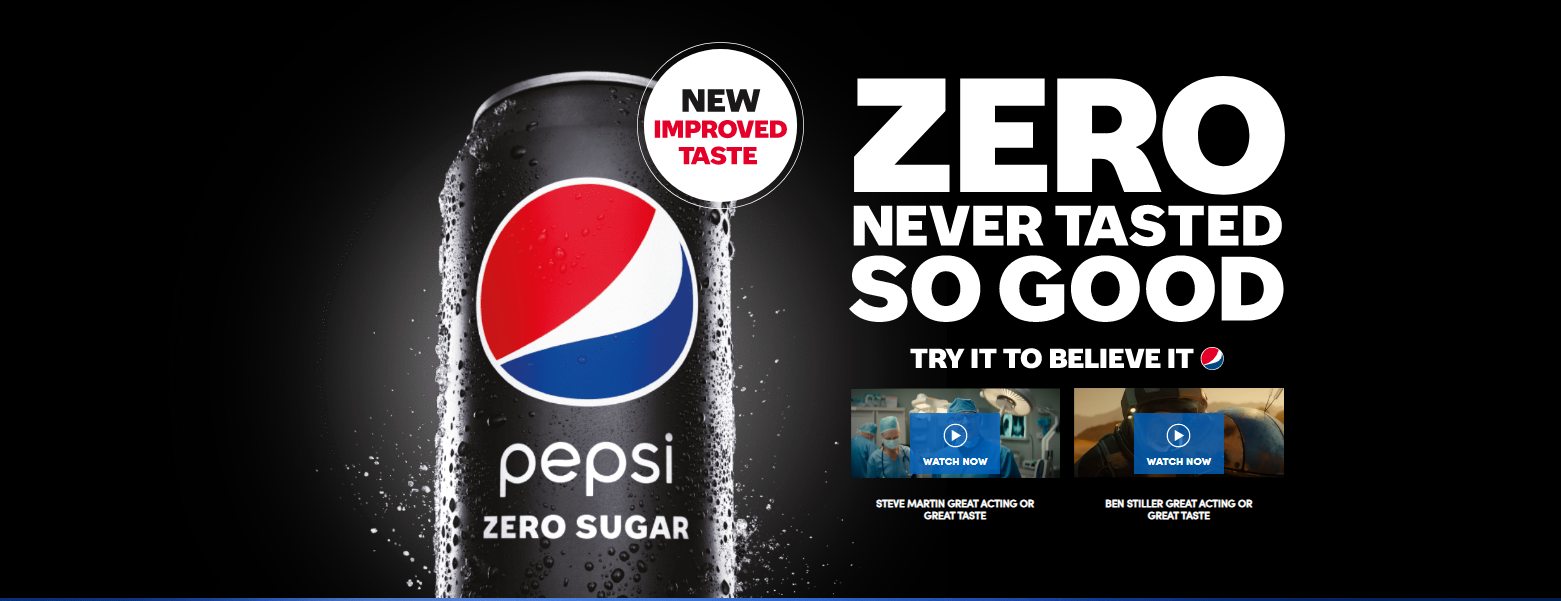 NEW
IMPROVED
TASTE
pepsi
ZERO SUGAR
ZERO
NEVER TASTED
SO GOOD
TRY IT TO BELIEVE IT
WATCH NOW
STEVE MARTIN GREAT ACTING OR
GREAT TASTE
WATCH NOW
BEN STILLER GREAT ACTING OR
GREAT TASTE